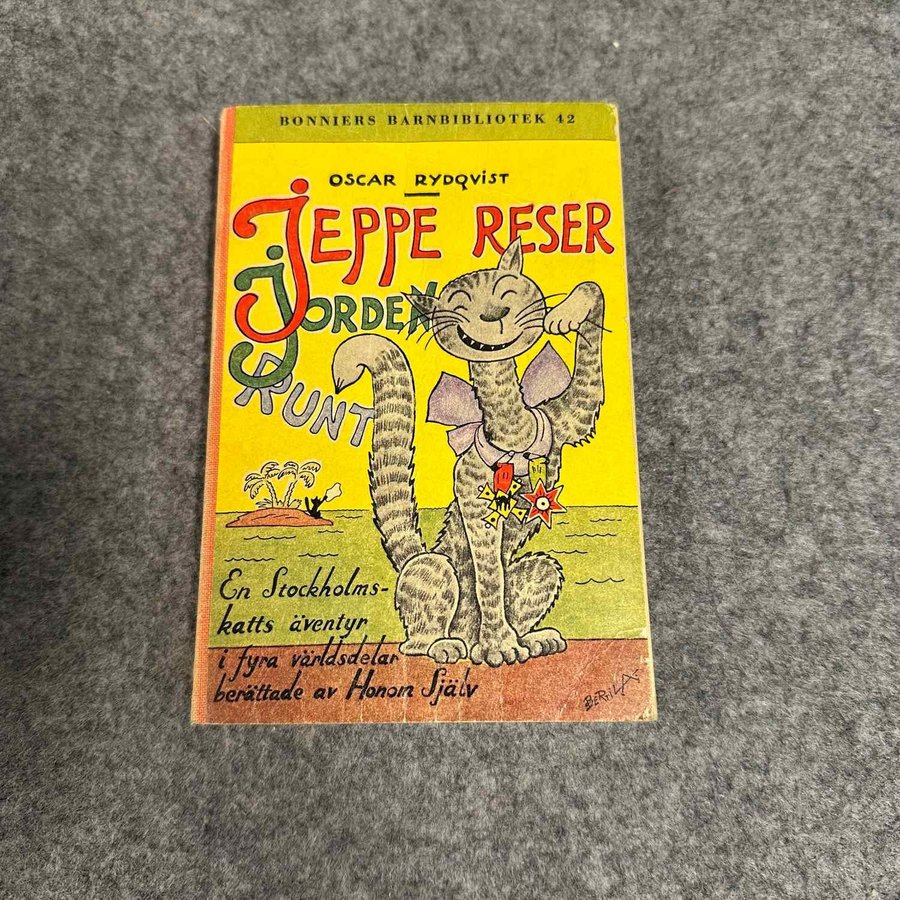 BONNIERS BARNBIBLIOTEK 42
OSCAR RYDQVIST
JEPPE RESER
JORDEN
RUNT
En Stockholms-
katts äventyr
i fyra världsdelar
berättade av Honom Själv
BERTIL A